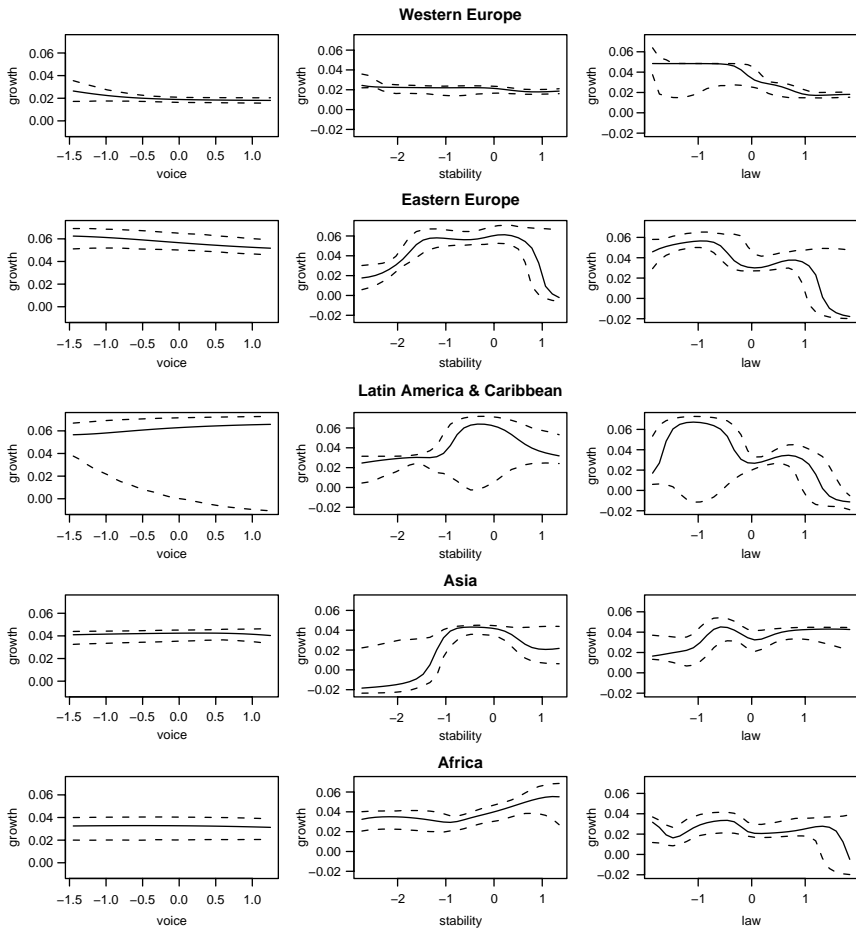 Western Europe
growth
0.06
0.04
0.02
0.00
−1.5 −1.0 −0.5 0.0 0.5 1.0
voice
growth
0.06
0.04
0.02
0.00
−0.02
−2 −1 0 1
stability
growth
0.06
0.04
0.02
0.00
−0.02
−1 0 1
law
Eastern Europe
growth
0.06
0.04
0.02
0.00
−1.5 −1.0 −0.5 0.0 0.5 1.0
voice
growth
0.06
0.04
0.02
0.00
−0.02
−2 −1 0 1
stability
growth
0.06
0.04
0.02
0.00
−0.02
−1 0 1
law
Latin America & Caribbean
growth
0.06
0.04
0.02
0.00
−1.5 −1.0 −0.5 0.0 0.5 1.0
voice
growth
0.06
0.04
0.02
0.00
−0.02
−2 −1 0 1
stability
growth
0.06
0.04
0.02
0.00
−0.02
−1 0 1
law
Asia
growth
0.06
0.04
0.02
0.00
−1.5 −1.0 −0.5 0.0 0.5 1.0
voice
growth
0.06
0.04
0.02
0.00
−0.02
−2 −1 0 1
stability
growth
0.06
0.04
0.02
0.00
−0.02
−1 0 1
law
Africa
growth
0.06
0.04
0.02
0.00
−1.5 −1.0 −0.5 0.0 0.5 1.0
voice
growth
0.06
0.04
0.02
0.00
−0.02
−2 −1 0 1
stability
growth
0.06
0.04
0.02
0.00
−0.02
−1 0 1
law